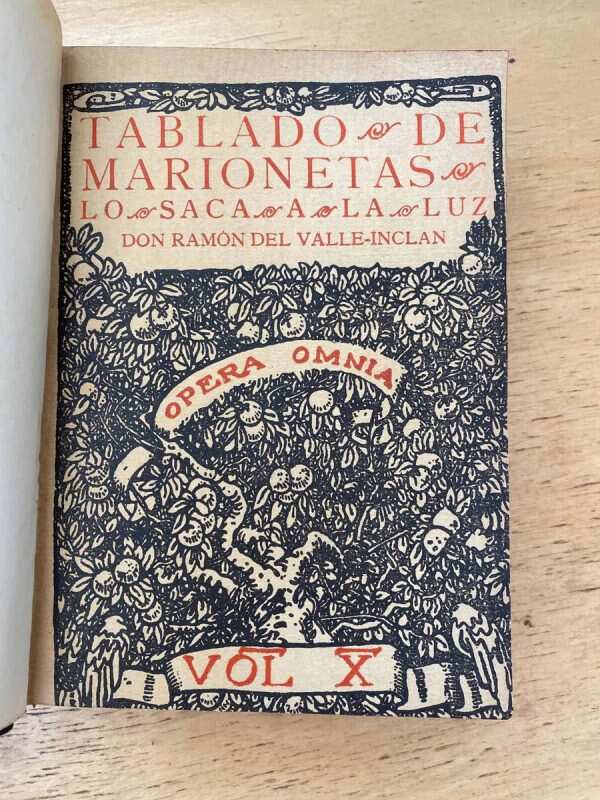 TABLADO DE
MARIONETAS
LO SACA A LA LUZ
DON RAMÓN DEL VALLE-INCLAN
OPERA OMNIA
VOL X